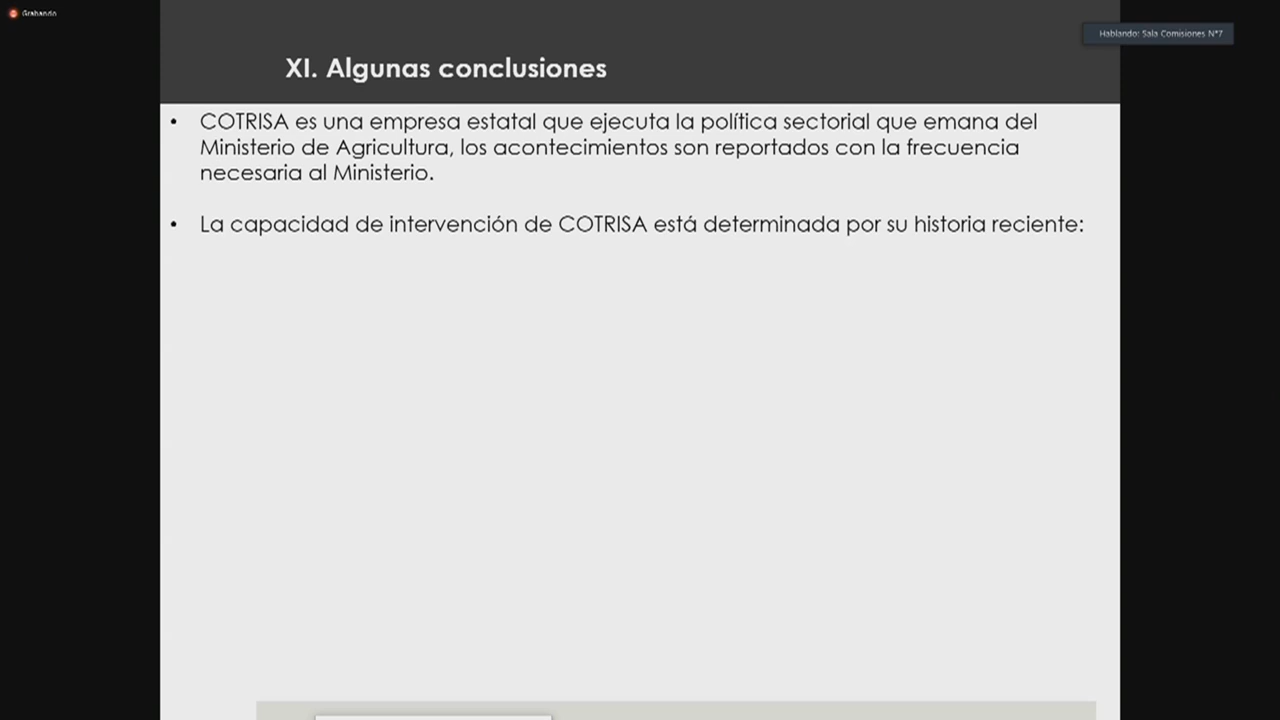 Grabando
Hablando: Sala Comisiones N°7
XI. Algunas conclusiones
• COTRISA es una empresa estatal que ejecuta la política sectorial que emana del
Ministerio de Agricultura, los acontecimientos son reportados con la frecuencia
necesaria al Ministerio.
• La capacidad de intervención de COTRISA está determinada por su historia reciente: